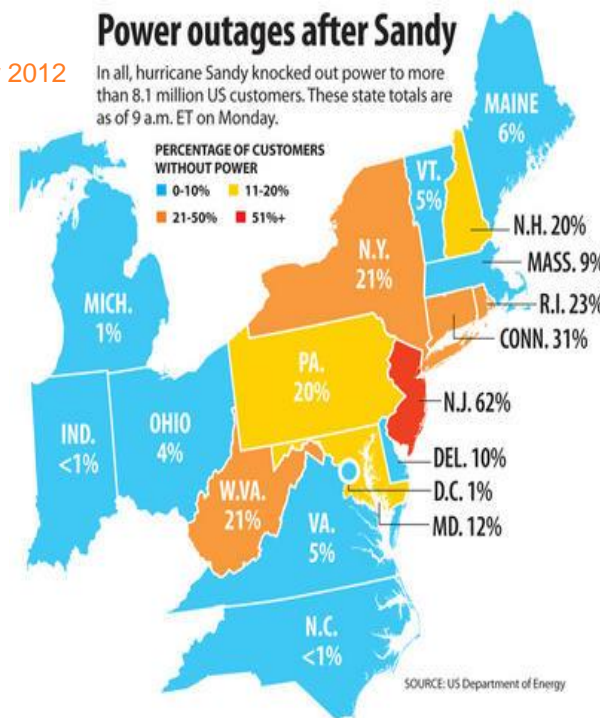 Power outages after Sandy
2012
In all, hurricane Sandy knocked out power to more
than 8.1 million US customers. These state totals are
as of 9 a.m. ET on Monday.
PERCENTAGE OF CUSTOMERS
WITHOUT POWER
0-10% 11-20%
21-50% 51%+
MAINE
6%
VT.
5%
N.H. 20%
MASS. 9%
N.Y.
21%
R.I. 23%
CONN. 31%
MICH.
1%
PA.
20%
N.J. 62%
IND.
<1%
OHIO
4%
DEL. 10%
D.C. 1%
W.VA.
21%
MD. 12%
VA.
5%
N.C.
<1%
SOURCE: US Department of Energy